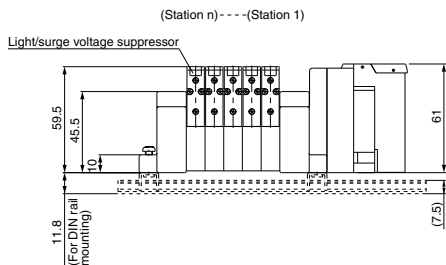 (Station n)----(Station 1)
Light/surge voltage suppressor
59.5
45.5
10
61
11.8
(For DIN rail
mounting)
(7.5)